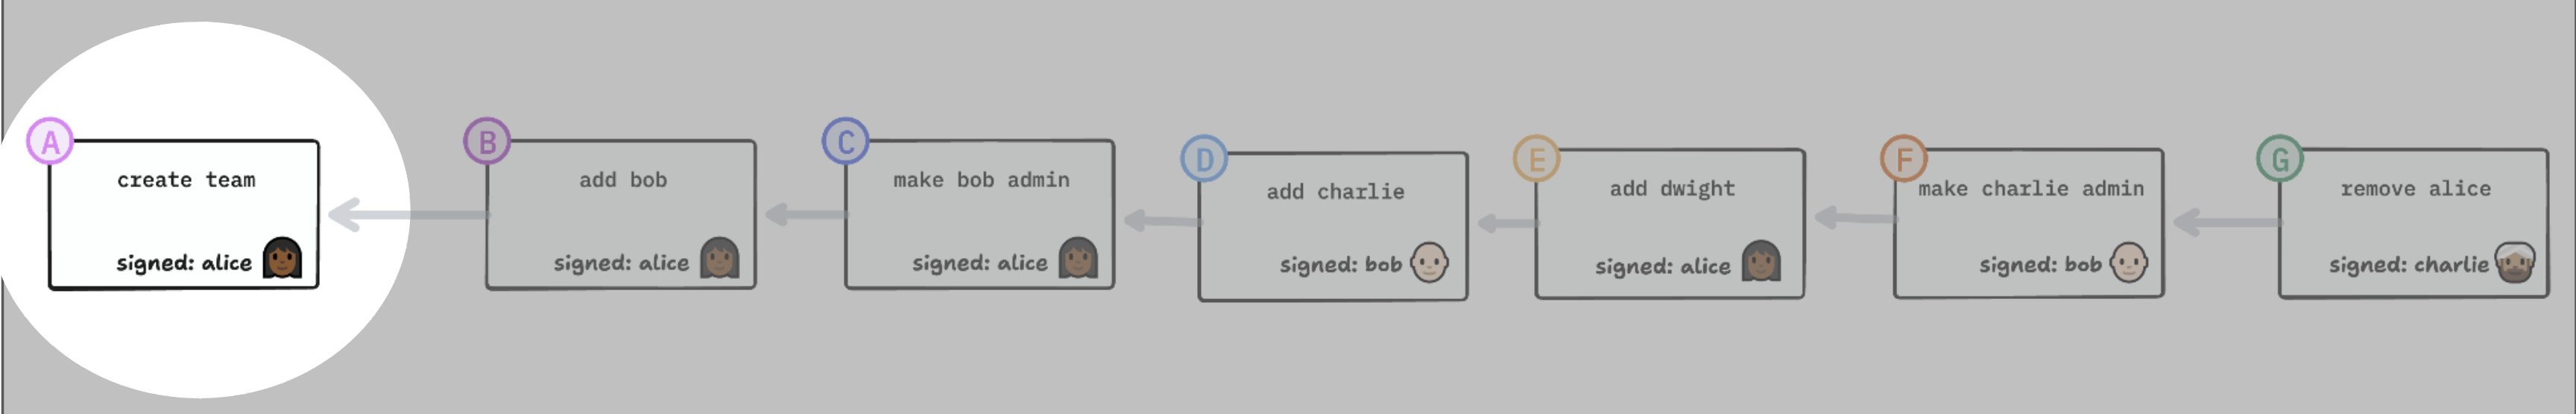 A
create team
signed: alice
B
add bob
signed: alice
C
make bob admin
signed: alice
D
add charlie
signed: bob
E
add dwight
signed: alice
F
make charlie admin
signed: bob
G
remove alice
signed: charlie